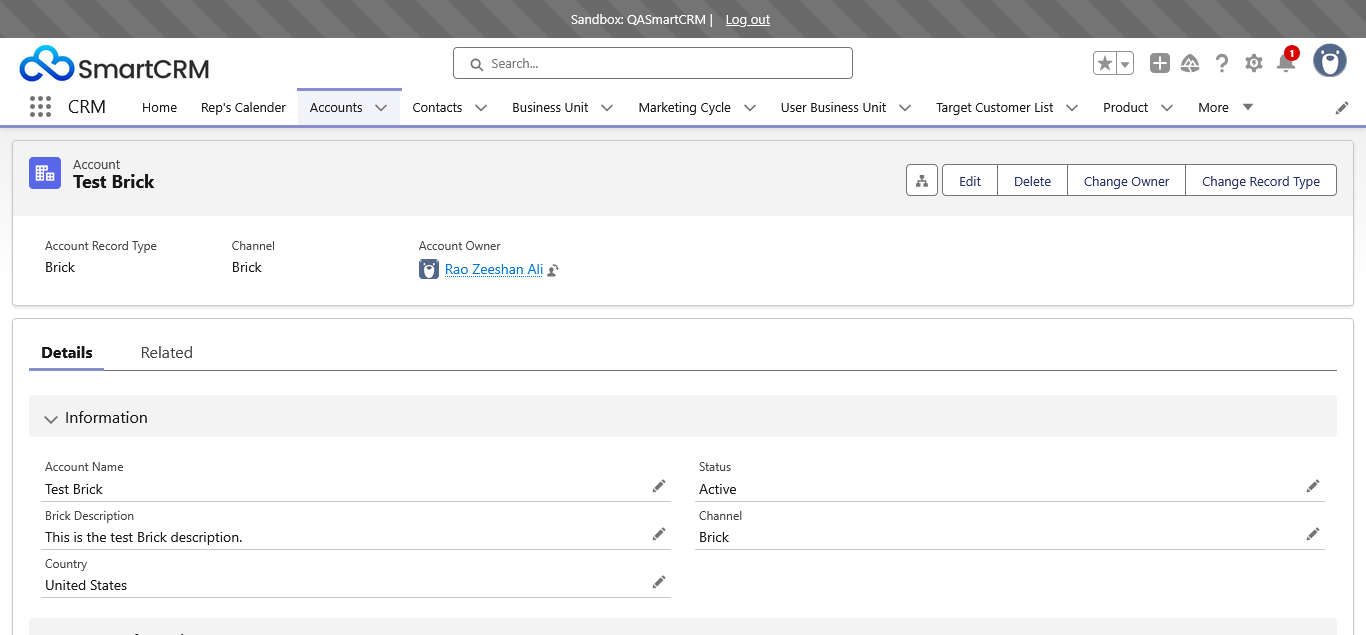 Sandbox: QASmartCRM | Log out
SmartCRM
Search...
1
CRM Home Rep's Calender Accounts Contacts Business Unit Marketing Cycle User Business Unit Target Customer List Product More
Account
Test Brick
Edit Delete Change Owner Change Record Type
Account Record Type Channel Account Owner
Brick Brick Rao Zeeshan Ali
Details Related
Information
Account Name Status
Test Brick Active
Brick Description Channel
This is the test Brick description. Brick
Country
United States